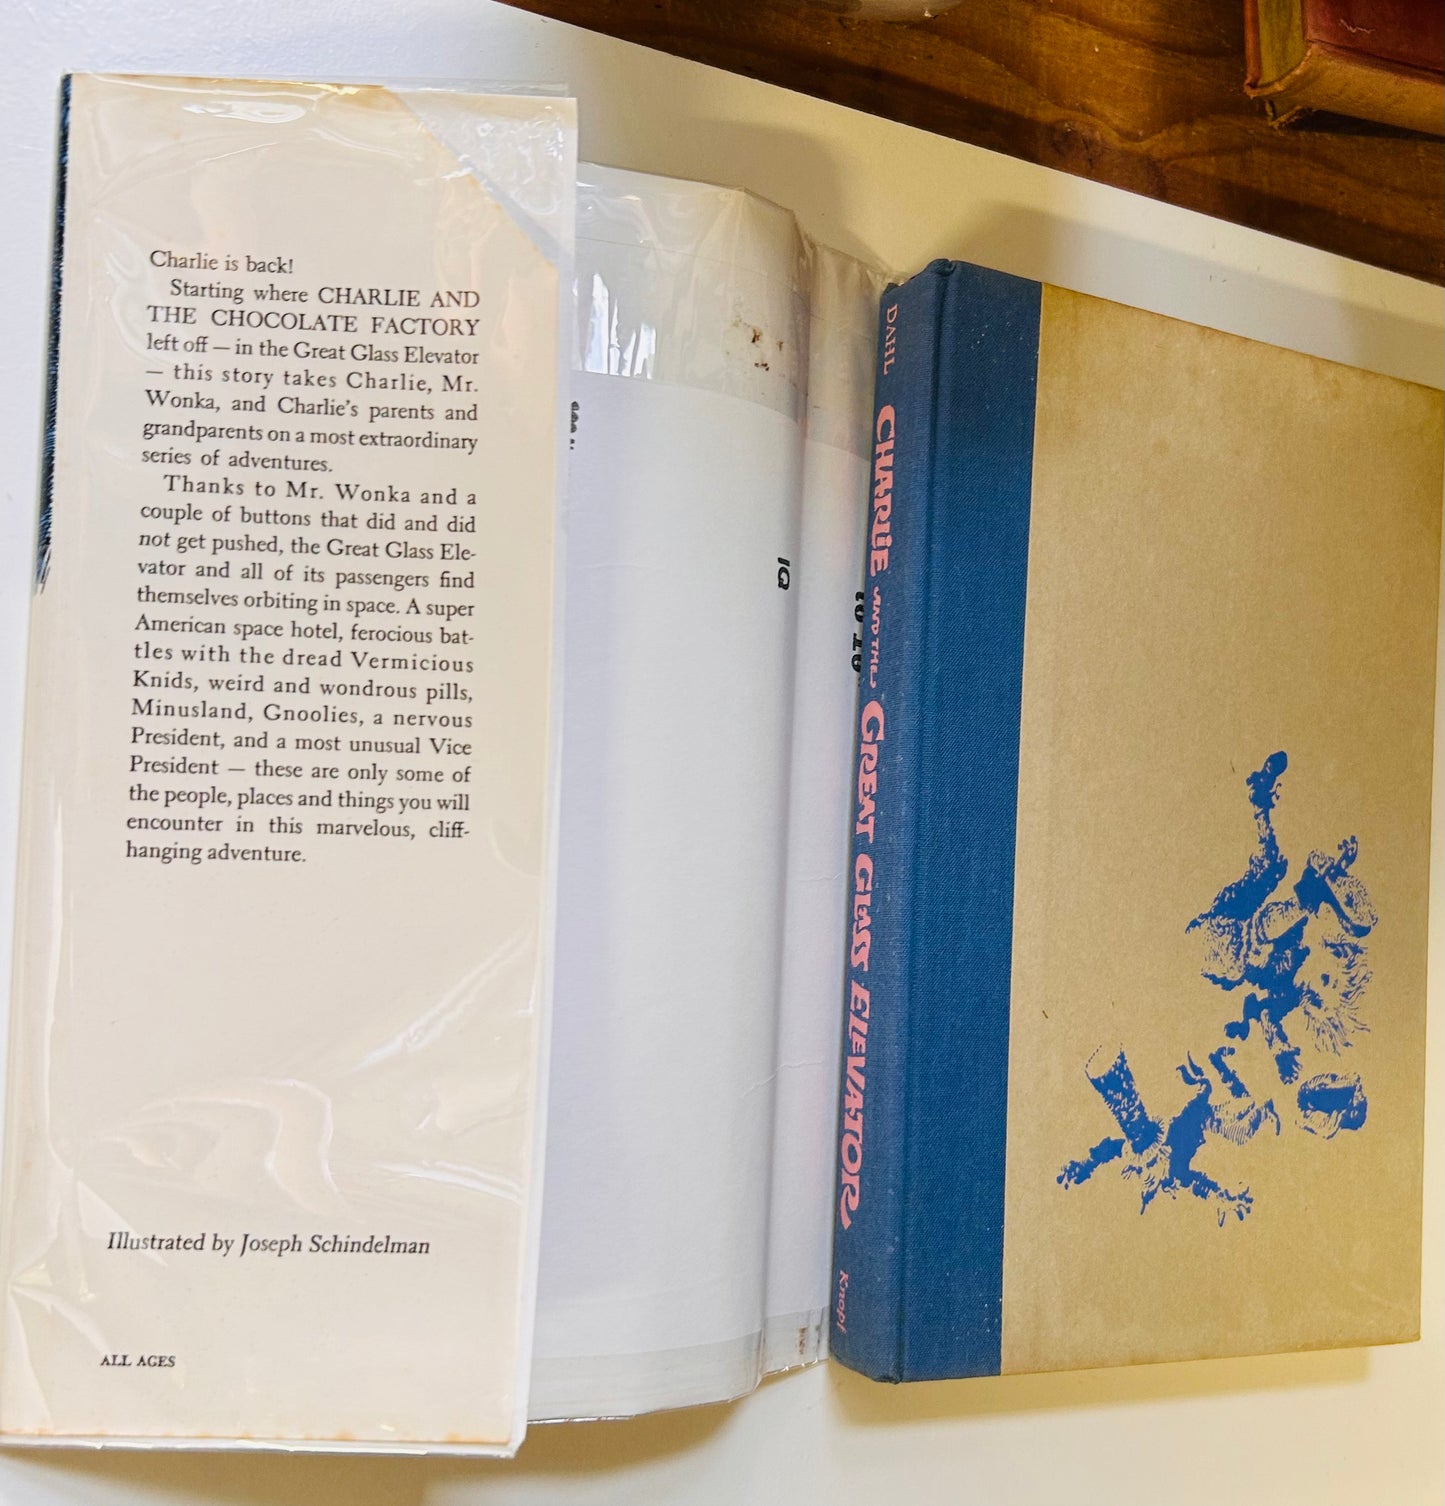 Charlie is back!
Starting where CHARLIE AND
THE CHOCOLATE FACTORY
left off — in the Great Glass Elevator
— this story takes Charlie, Mr.
Wonka, and Charlie's parents and
grandparents on a most extraordinary
series of adventures.
Thanks to Mr. Wonka and a
couple of buttons that did and did
not get pushed, the Great Glass Ele-
vator and all of its passengers find
themselves orbiting in space. A super
American space hotel, ferocious bat-
tles with the dread Vermicious
Knids, weird and wondrous pills,
Minusland, Gnoolies, a nervous
President, and a most unusual Vice
President — these are only some of
the people, places and things you will
encounter in this marvelous, cliff-
hanging adventure.
Illustrated by Joseph Schindelman
ALL AGES
DAHL
CHARLIE AND THE GREAT GLASS ELEVATOR
Knopf